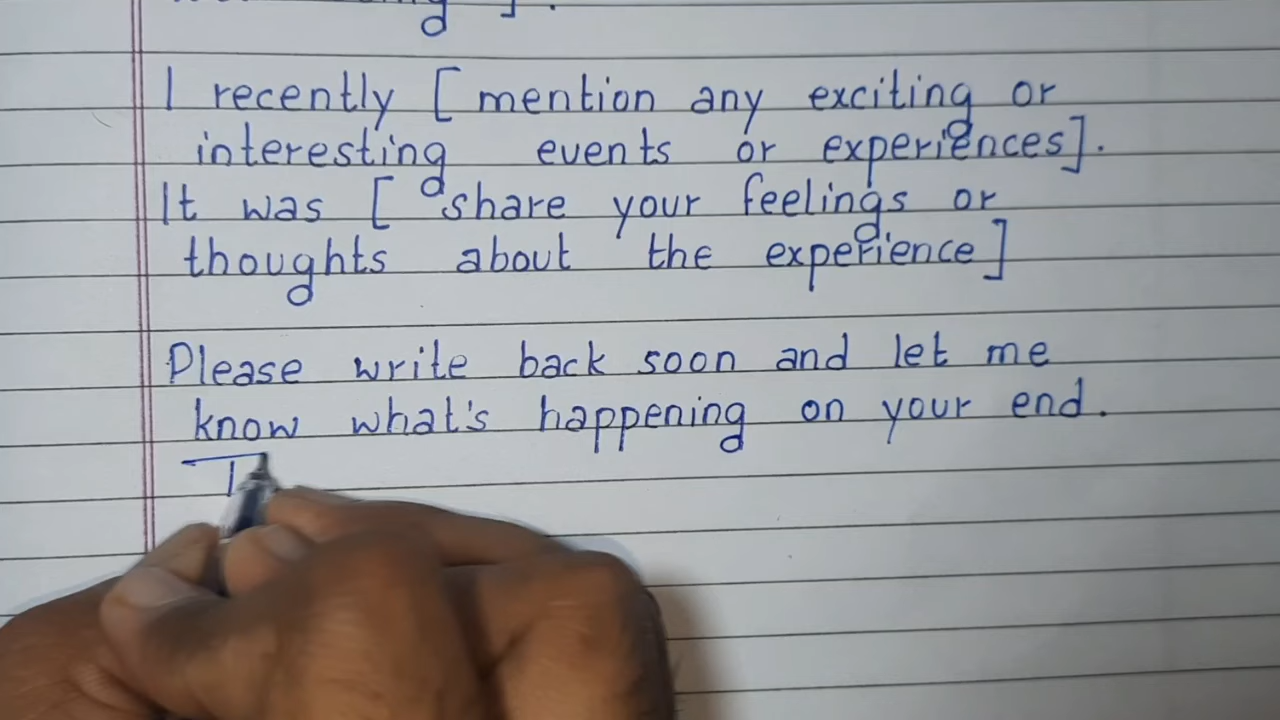 I recently [ mention any exciting or
interesting events or experiences].
It was [ share your feelings or
thoughts about the experience]
Please write back soon and let me
know what's happening on your end.
T